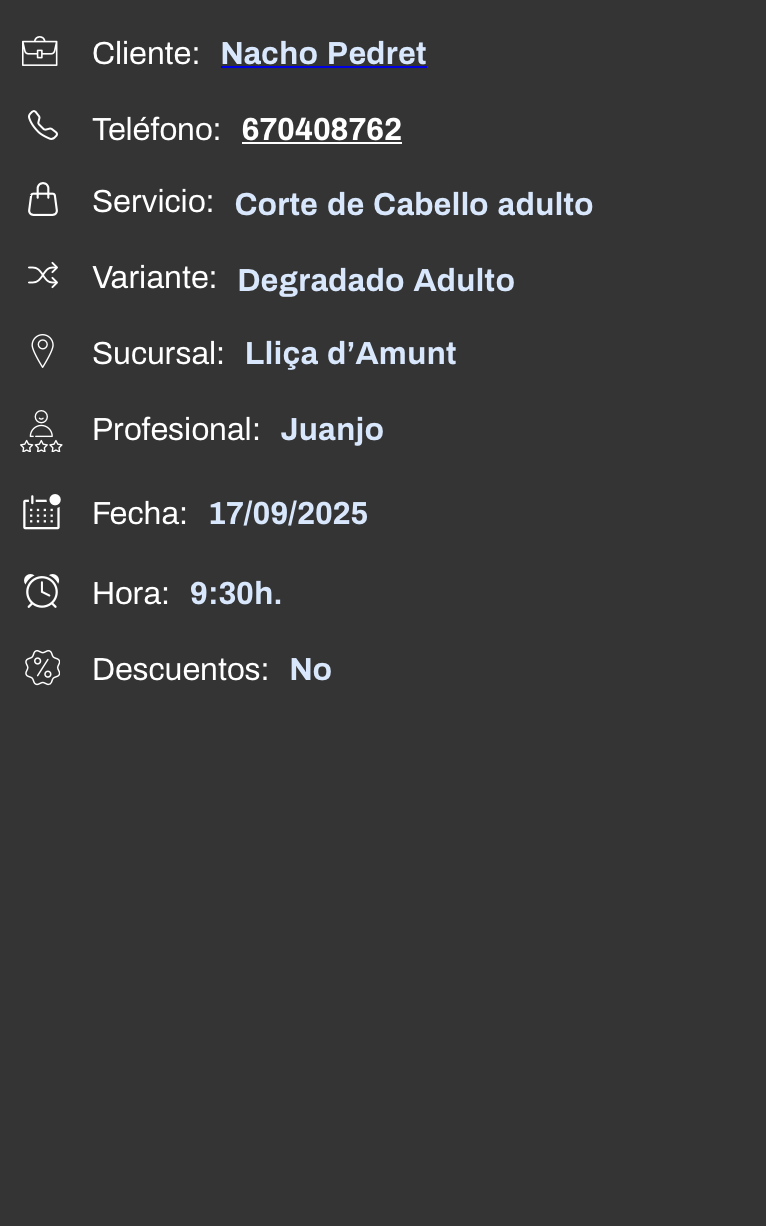 Cliente: Nacho Pedret
Teléfono: 670408762
Servicio: Corte de Cabello adulto
Variante: Degradado Adulto
Sucursal: Lliça d’Amunt
Profesional: Juanjo
Fecha: 17/09/2025
Hora: 9:30h.
Descuentos: No